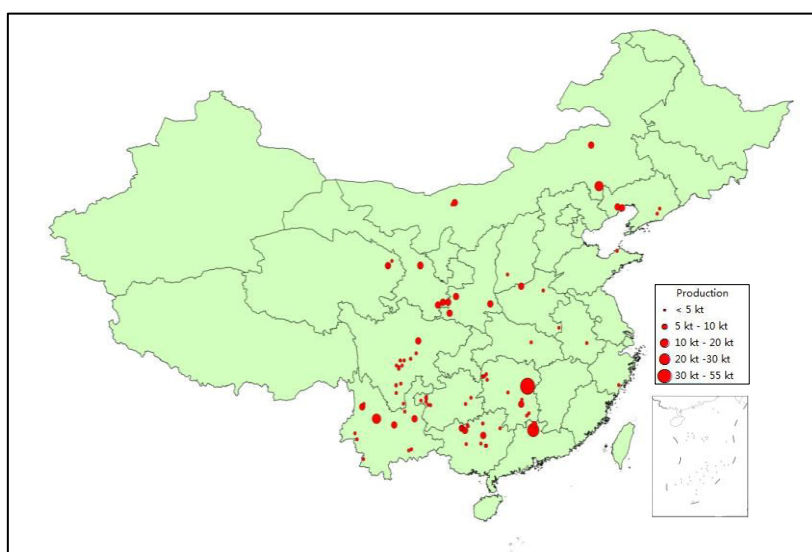 Production
< 5 kt
5 kt - 10 kt
10 kt - 20 kt
20 kt -30 kt
30 kt - 55 kt